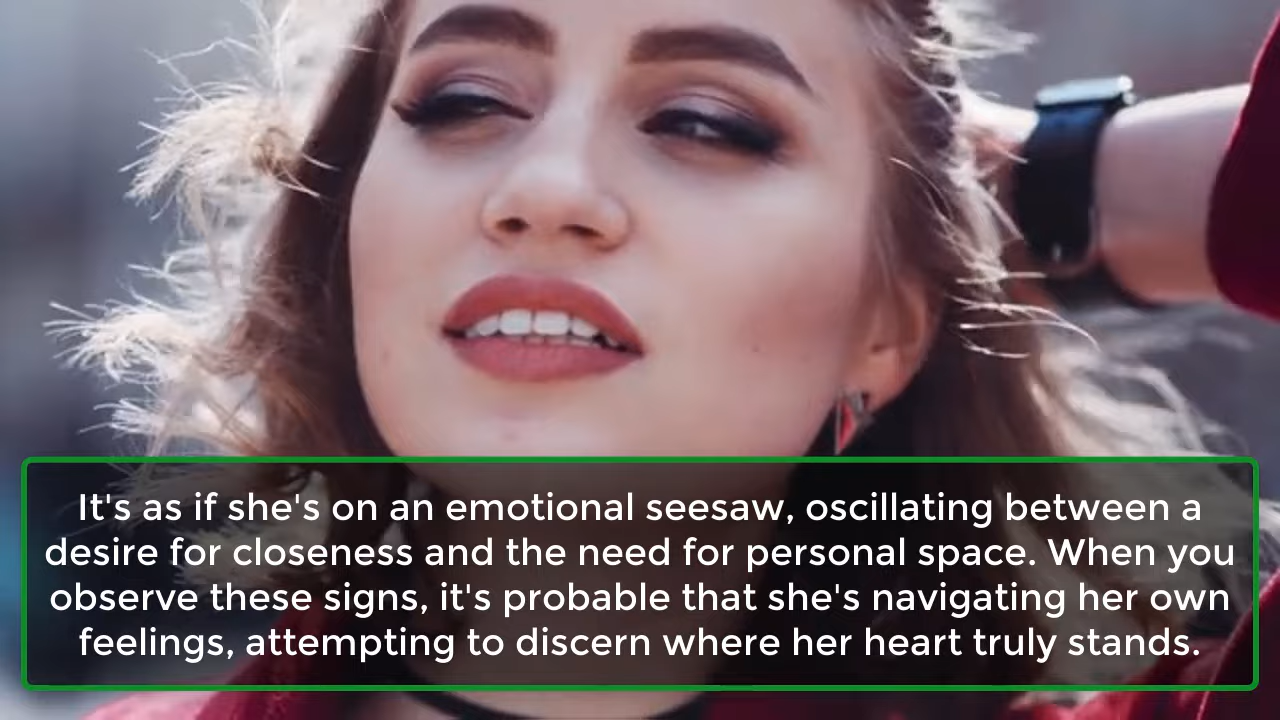 It's as if she's on an emotional seesaw, oscillating between a
desire for closeness and the need for personal space. When you
observe these signs, it's probable that she's navigating her own
feelings, attempting to discern where her heart truly stands.